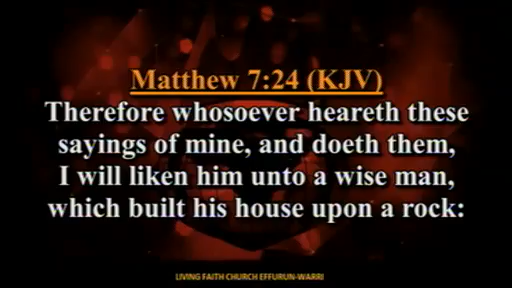 Matthew 7:24 (KJV)
Therefore whosoever heareth these
sayings of mine, and doeth them,
I will liken him unto a wise man,
which built his house upon a rock:
LIVING FAITH CHURCH EFFURUN-WARRI